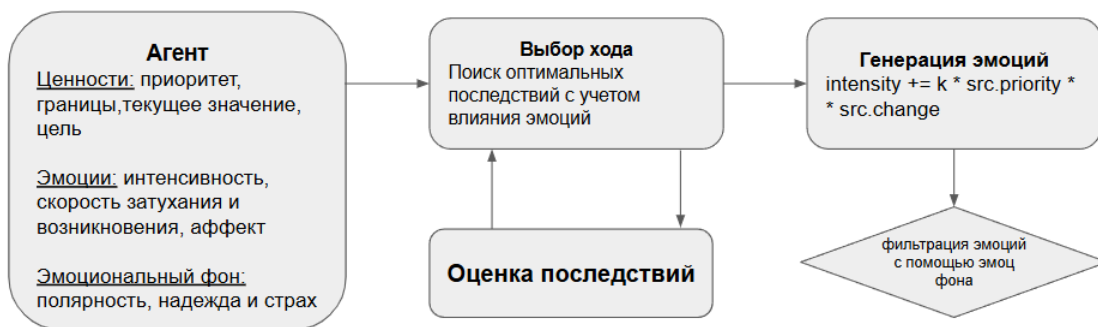 Агент
Ценности: приоритет,
границы,текущее значение,
цель
Эмоции: интенсивность,
скорость затухания и
возникновения, аффект
Эмоциональный фон:
полярность, надежда и страх
Выбор хода
Поиск оптимальных
последствий с учетом
влияния эмоций
Оценка последствий
Генерация эмоций
intensity += k * src.priority *
* src.change
фильтрация эмоций
с помощью эмоц
фона